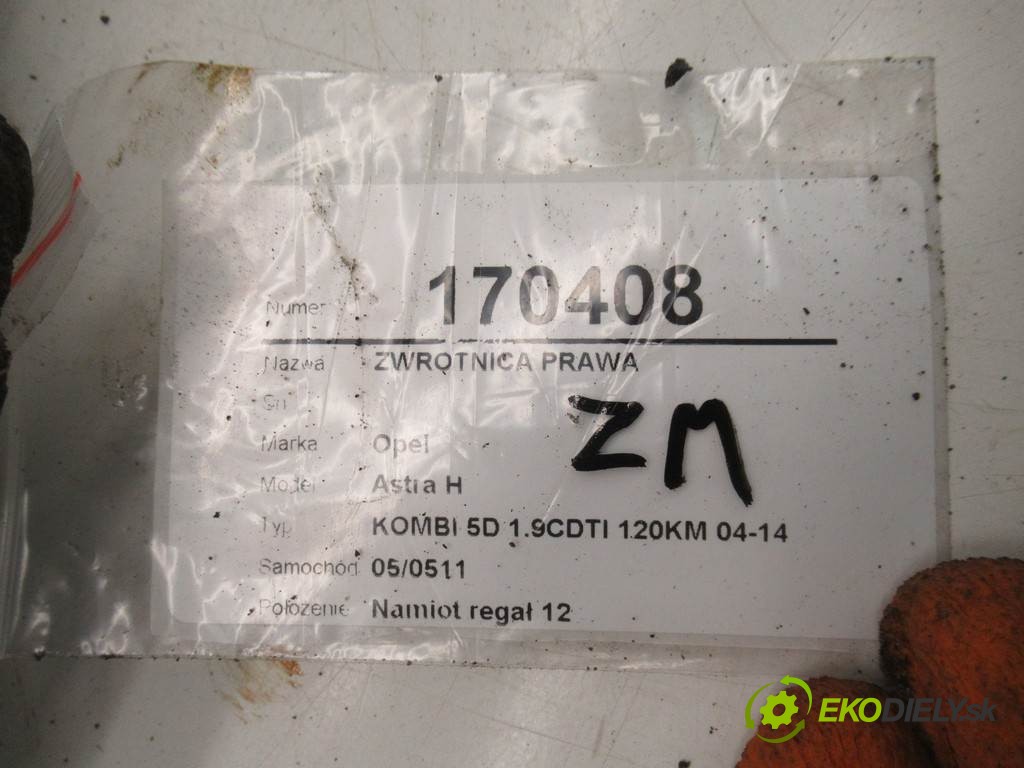 Numer 170408
Nazwa ZWROTNICA PRAWA
Marka Opel
Model Astra H
Typ KOMBI 5D 1.9CDTI 120KM 04-14
Samochód 05/0511
Położenie Namiot regał 12
ZM
EKODIELY.sk